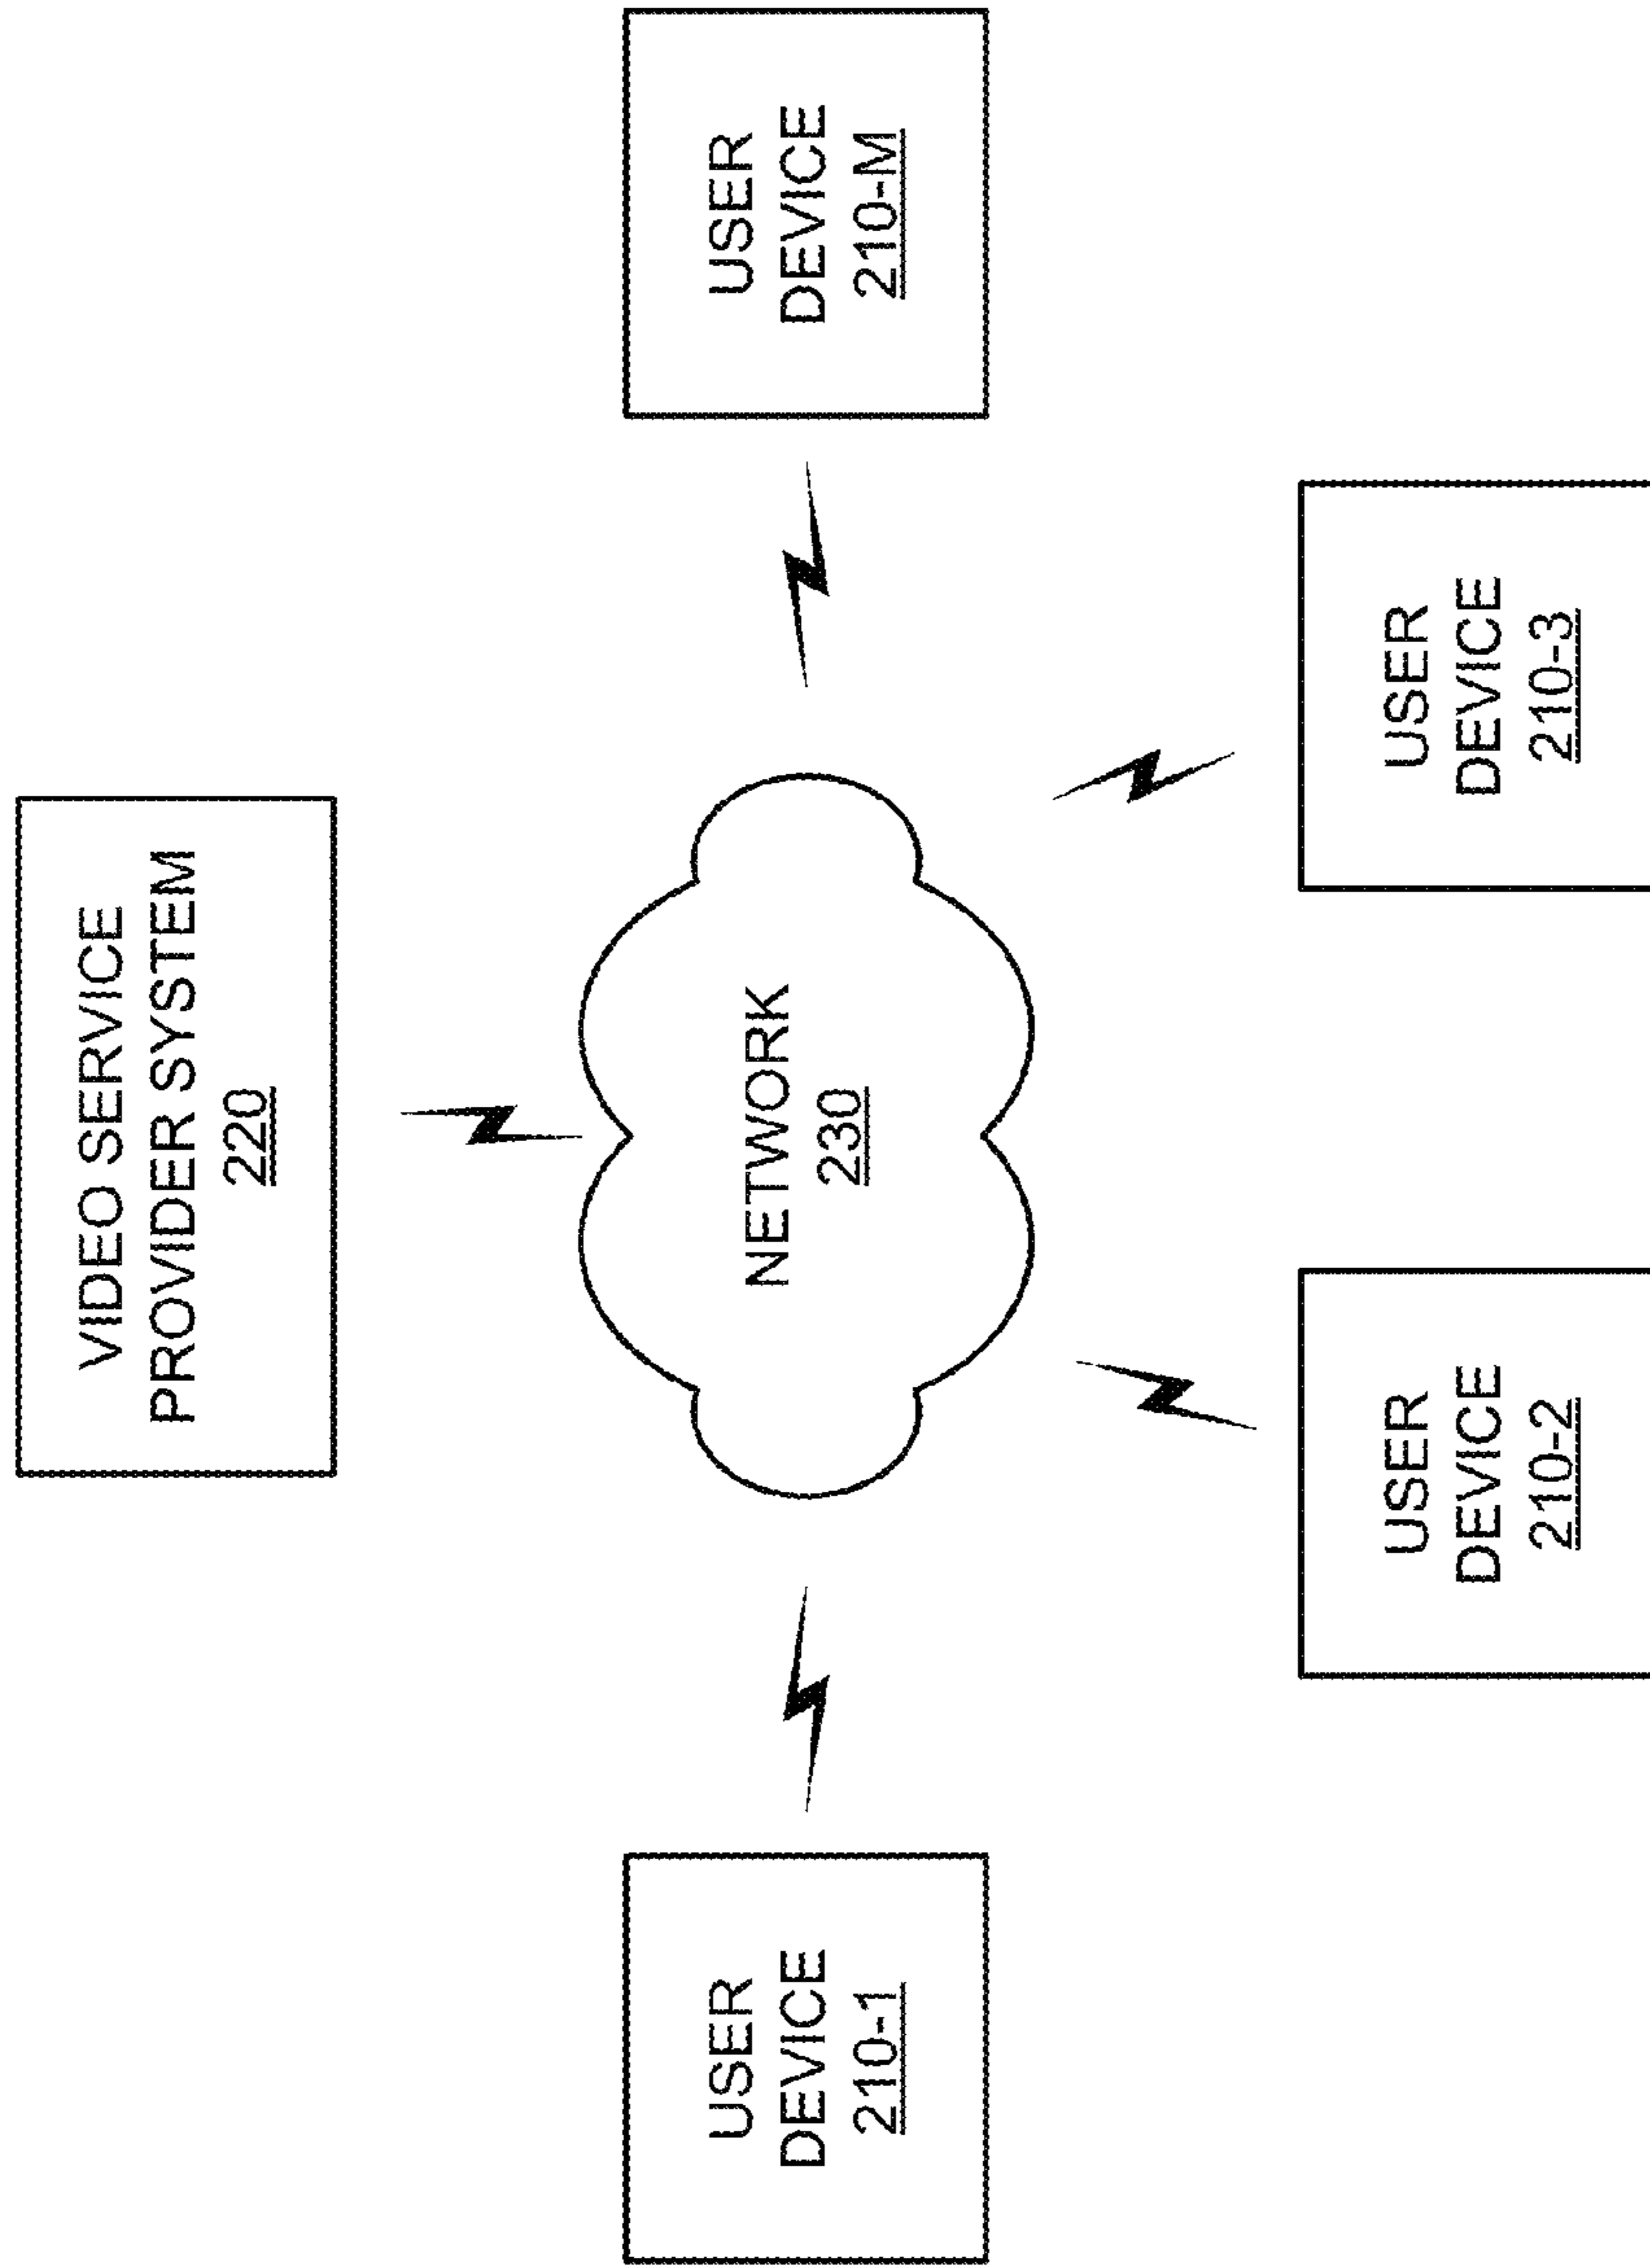 VIDEO SERVICE
PROVIDER SYSTEM
220
USER
DEVICE
210-1
NETWORK
230
USER
DEVICE
210-M
USER
DEVICE
210-2
USER
DEVICE
210-3